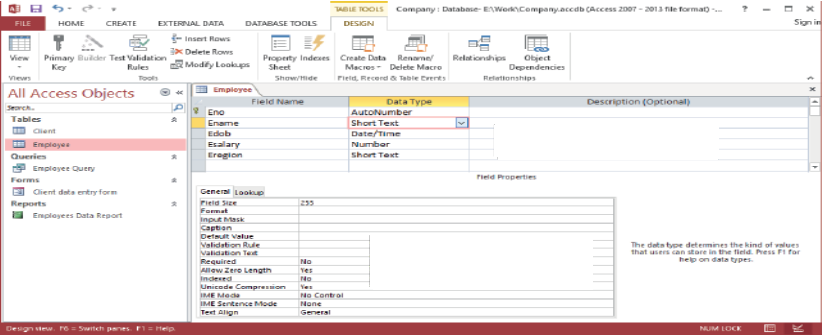 TABLE TOOLS Company : Database- E:\Work\Company.accdb (Access 2007 - 2013 file format) -... ?
FILE HOME CREATE EXTERNAL DATA DATABASE TOOLS DESIGN Sign in
View Primary Key Builder Test Validation Rules Insert Rows Delete Rows Modify Lookups Property Sheet Indexes Create Data Macros Rename/ Delete Macro Relationships Object Dependencies
Views Tools Show/Hide Field, Record & Table Events Relationships
All Access Objects
Search..
Tables
Client
Employee
Queries
Employee Query
Forms
Client data entry form
Reports
Employees Data Report
Employee
Field Name Data Type Description (Optional)
Eno AutoNumber
Ename Short Text
Edob Date/Time
Esalary Number
Eregion Short Text
Field Properties
General Lookup
Field Size 255
Format
Input Mask
Caption
Default Value
Validation Rule
Validation Text
Required No
Allow Zero Length Yes
Indexed No
Unicode Compression Yes
IME Mode No Control
IME Sentence Mode None
Text Align General
The data type determines the kind of values
that users can store in the field. Press F1 for
help on data types.
Design view. F6 = Switch panes. F1 = Help. NUM LOCK